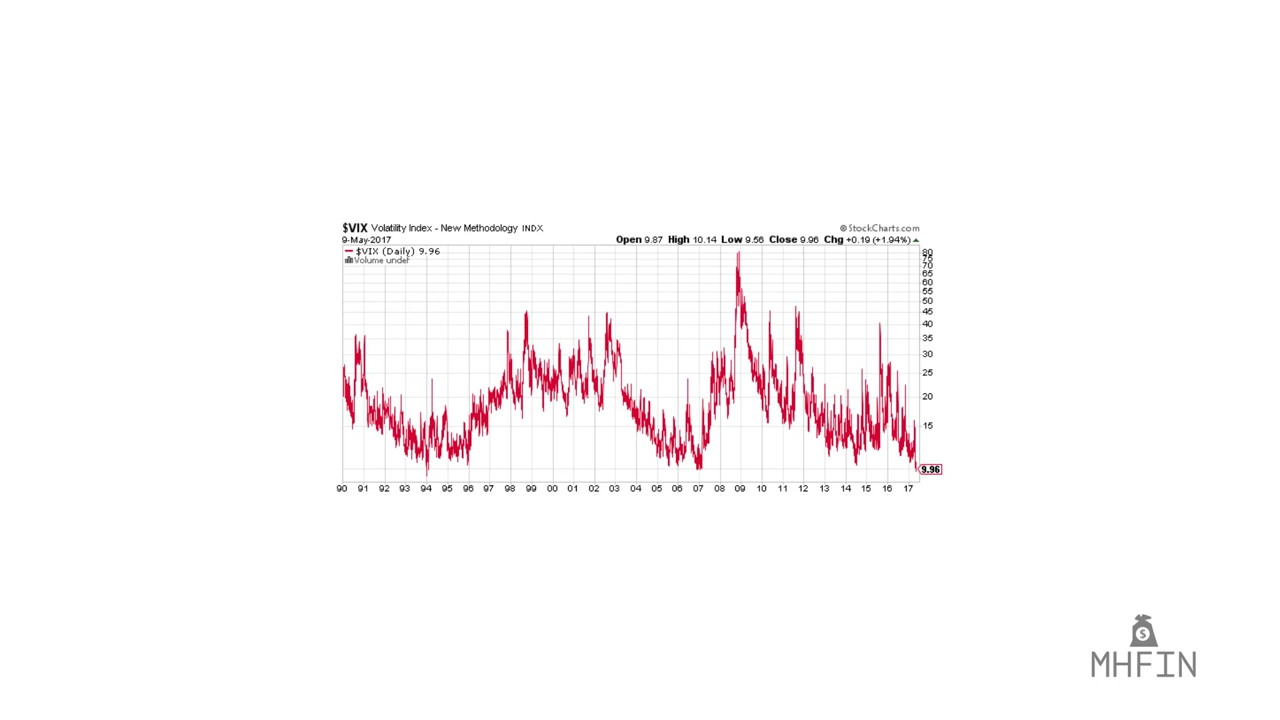 $VIX Volatility Index - New Methodology INDX
© StockCharts.com
9-May-2017
Open 9.87 High 10.14 Low 9.56 Close 9.96 Chg +0.19 (+1.94%)
$VIX (Daily) 9.96
Volume undef
80
75
70
65
60
55
50
45
40
35
30
25
20
15
9.96
90 91 92 93 94 95 96 97 98 99 00 01 02 03 04 05 06 07 08 09 10 11 12 13 14 15 16 17
$
MHFIN